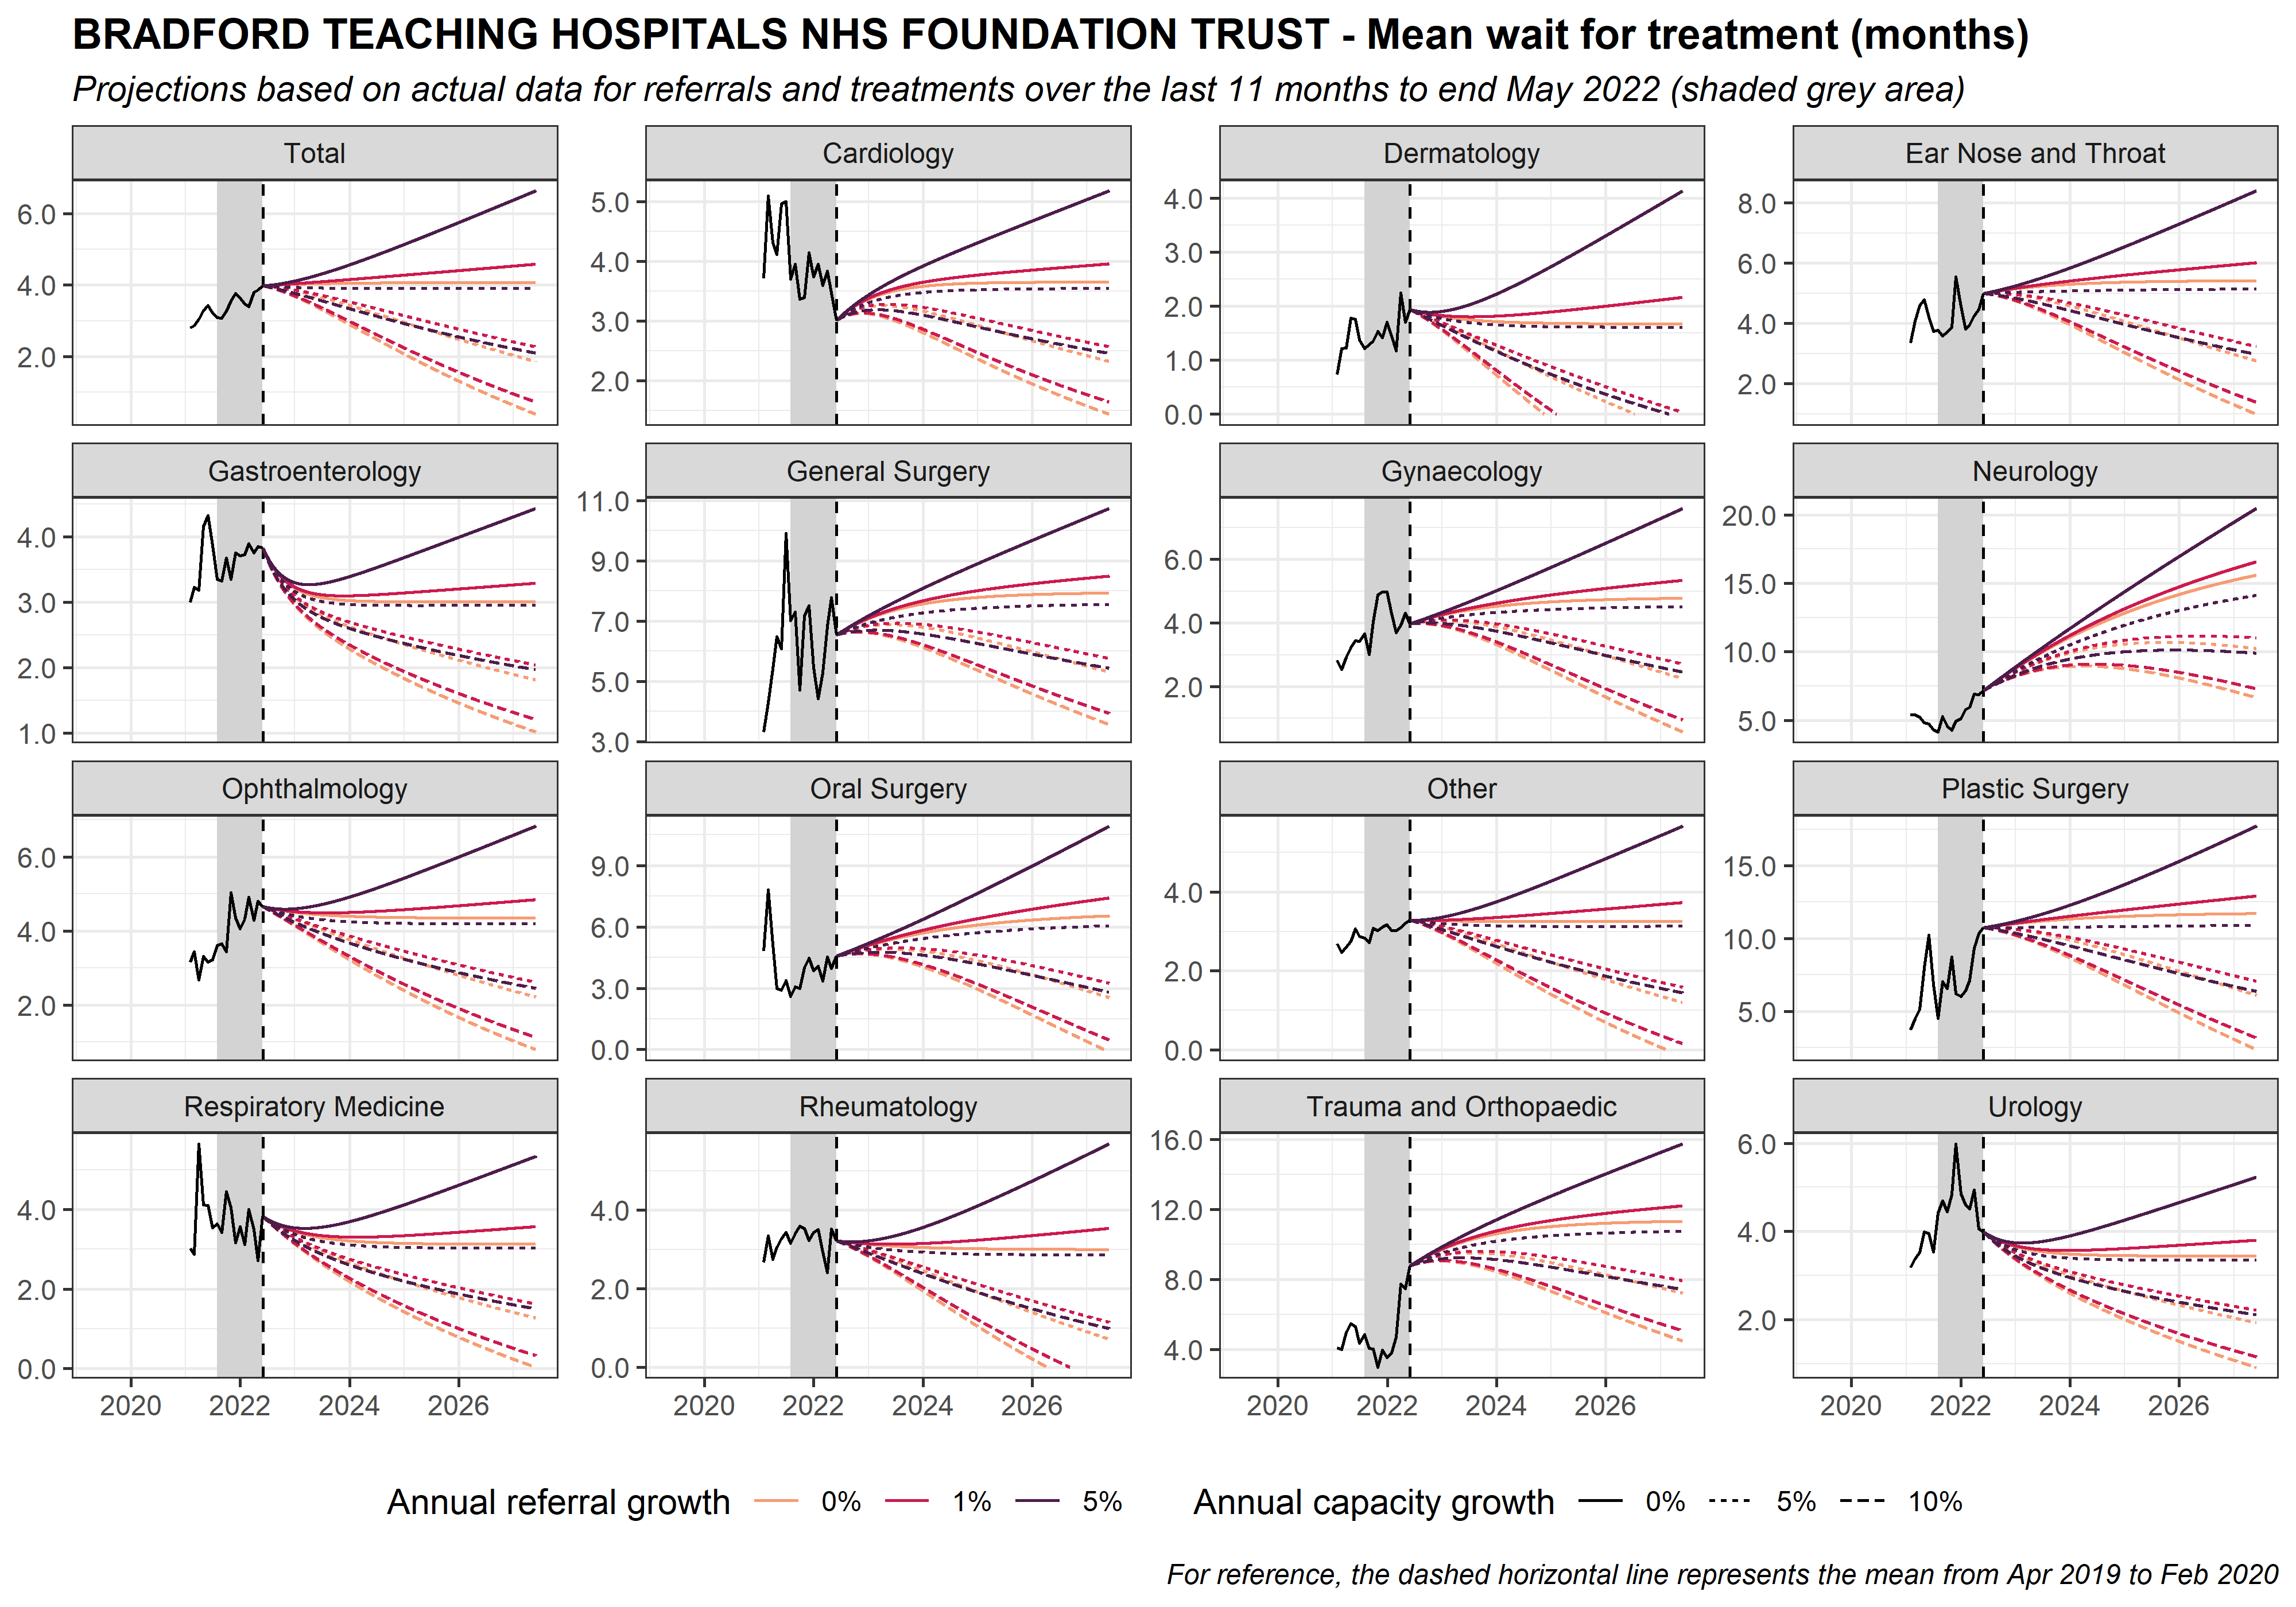 BRADFORD TEACHING HOSPITALS NHS FOUNDATION TRUST - Mean wait for treatment (months)
Projections based on actual data for referrals and treatments over the last 11 months to end May 2022 (shaded grey area)
Total Cardiology Dermatology Ear Nose and Throat
6.0 5.0 4.0 8.0
4.0 4.0 3.0 6.0
2.0 3.0 2.0 4.0
2.0 1.0 2.0
0.0
Gastroenterology General Surgery Gynaecology Neurology
4.0 11.0 6.0 20.0
3.0 9.0 4.0 15.0
2.0 7.0 2.0 10.0
1.0 5.0 5.0
3.0
Ophthalmology Oral Surgery Other Plastic Surgery
6.0 9.0 4.0 15.0
4.0 6.0 2.0 10.0
2.0 3.0 0.0 5.0
0.0
Respiratory Medicine Rheumatology Trauma and Orthopaedic Urology
4.0 4.0 16.0 6.0
2.0 2.0 12.0 4.0
0.0 0.0 8.0 2.0
4.0
2020 2022 2024 2026 2020 2022 2024 2026 2020 2022 2024 2026 2020 2022 2024 2026
Annual referral growth 0% 1% 5% Annual capacity growth 0% 5% 10%
For reference, the dashed horizontal line represents the mean from Apr 2019 to Feb 2020